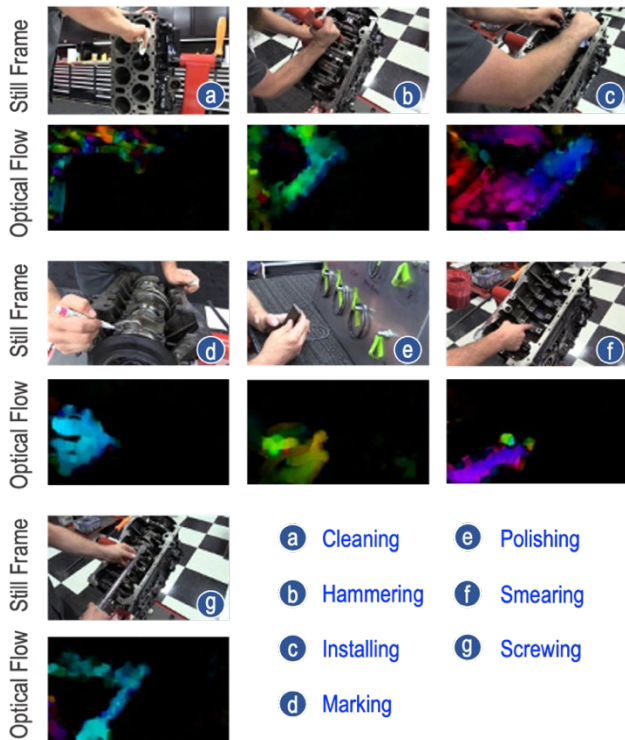 Still Frame
a
b
c
Optical Flow
Still Frame
d
e
f
Optical Flow
Still Frame
g
Optical Flow
a Cleaning
e Polishing
b Hammering
f Smearing
c Installing
g Screwing
d Marking